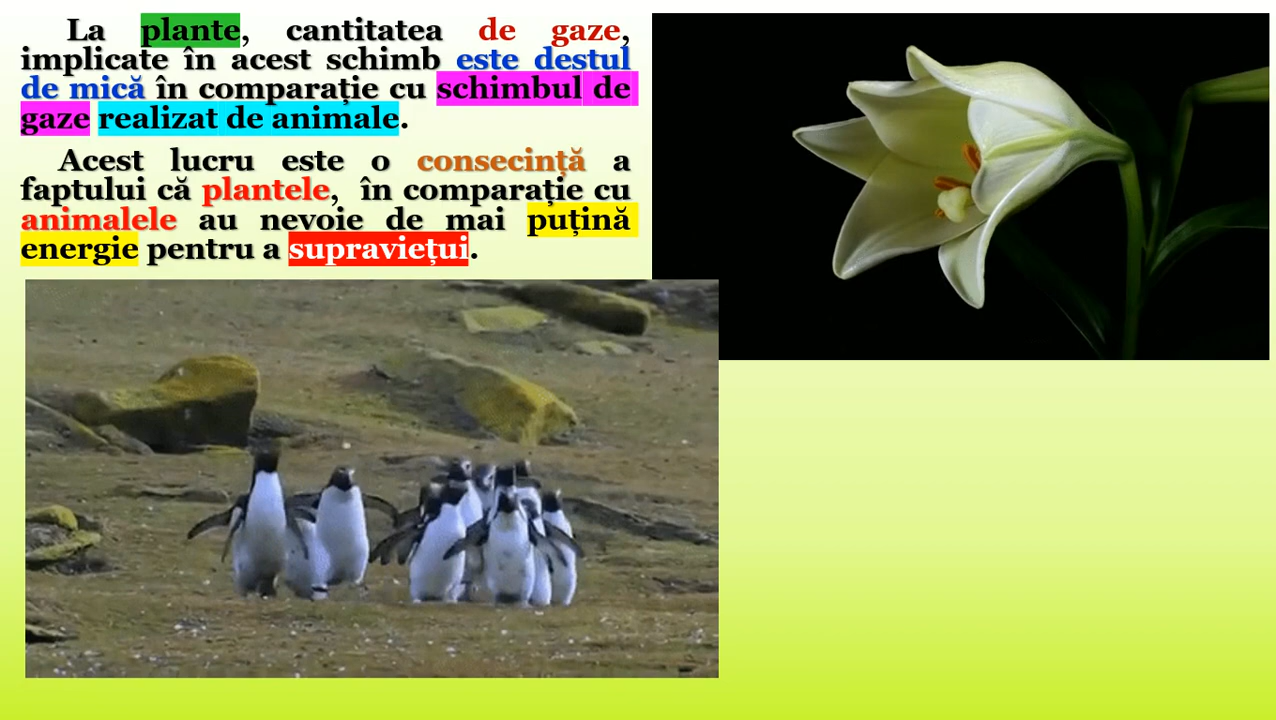 La plante, cantitatea de gaze,
implicate în acest schimb este destul
de mică în comparație cu schimbul de
gaze realizat de animale.
Acest lucru este o consecință a
faptului că plantele, în comparație cu
animalele au nevoie de mai puțină
energie pentru a supraviețui.